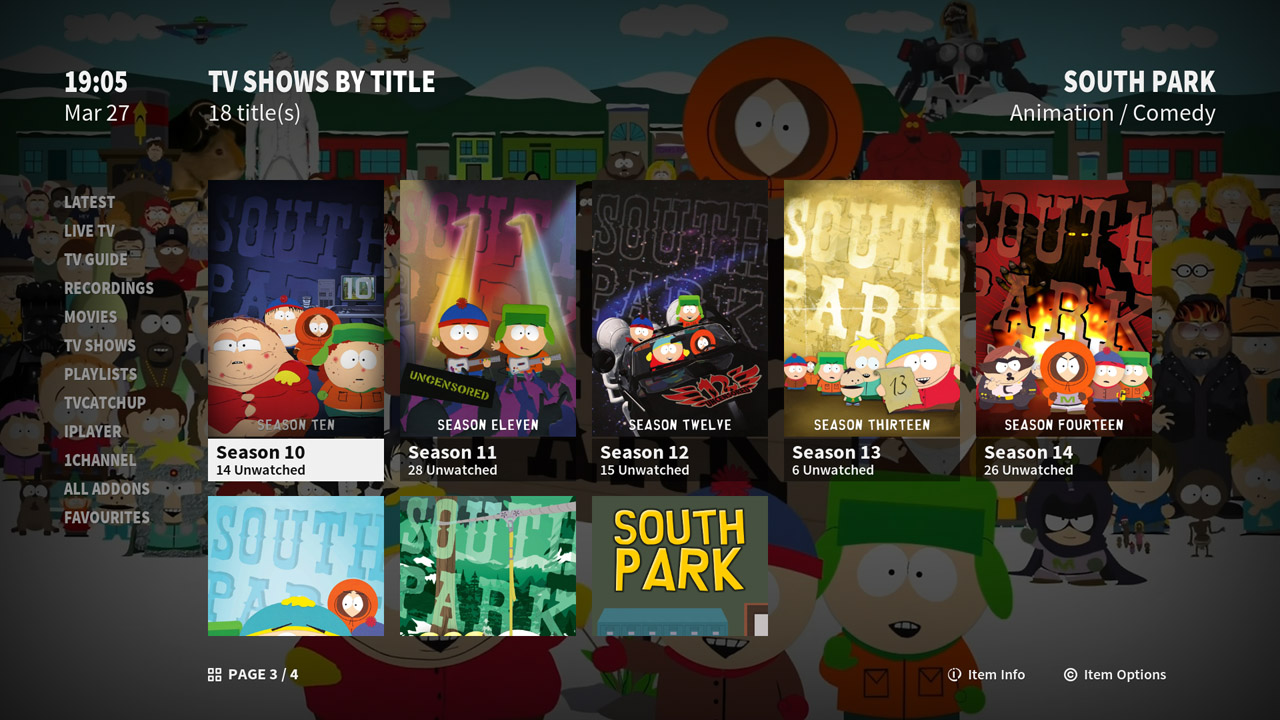 19:05
Mar 27
TV SHOWS BY TITLE
18 title(s)
SOUTH PARK
Animation / Comedy
LATEST
LIVE TV
TV GUIDE
RECORDINGS
MOVIES
TV SHOWS
PLAYLISTS
TVCATCHUP
IPLAYER
1CHANNEL
ALL ADDONS
FAVOURITES
SOUTH
PARK
10
SEASON TEN
Season 10
14 Unwatched
SOUTH
PARK
UNCENSORED
SEASON ELEVEN
Season 11
28 Unwatched
SOUTH
PARK
SEASON TWELVE
Season 12
15 Unwatched
SOUTH
PARK
13
SEASON THIRTEEN
Season 13
6 Unwatched
SOUTH
PARK
M
SEASON FOURTEEN
Season 14
26 Unwatched
SOUTH
PARK
SOUTH
PARK
SOUTH
PARK
PAGE 3 / 4
Item Info
Item Options